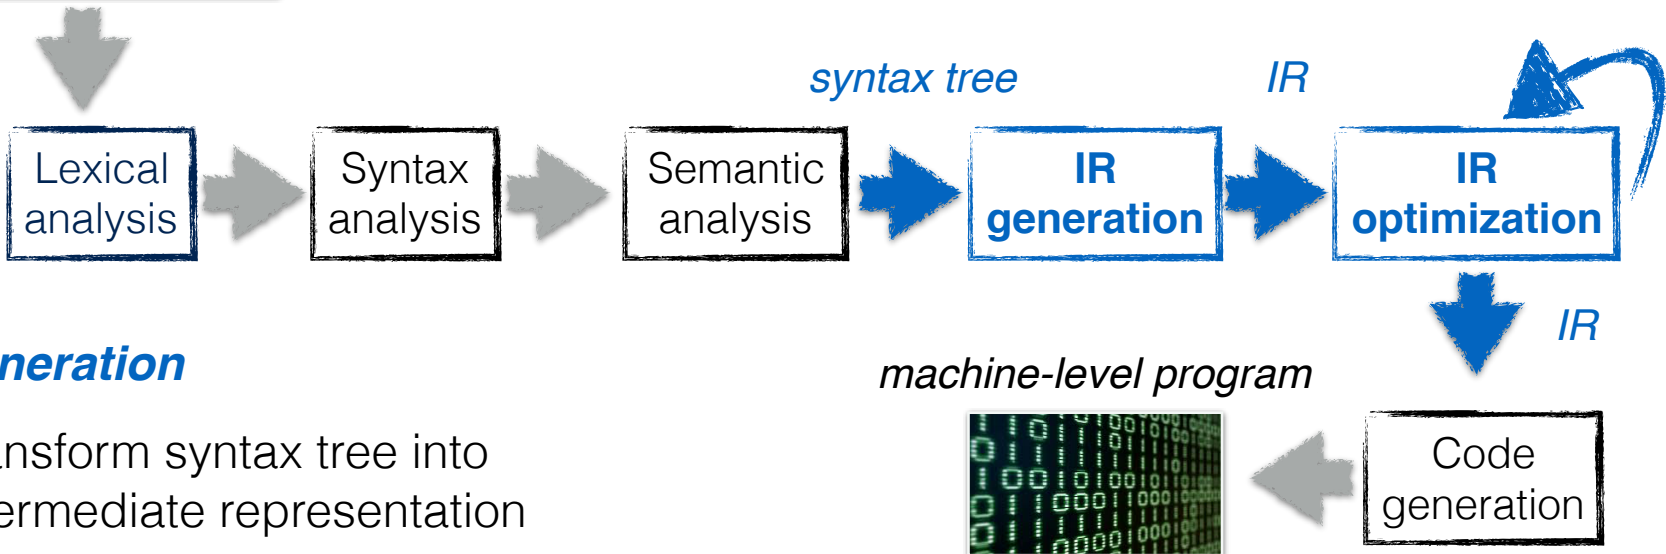 syntax tree
IR
Lexical
analysis
Syntax
analysis
Semantic
analysis
IR
generation
IR
optimization
IR
neration
machine-level program
ansform syntax tree into
ermediate representation
Code
generation